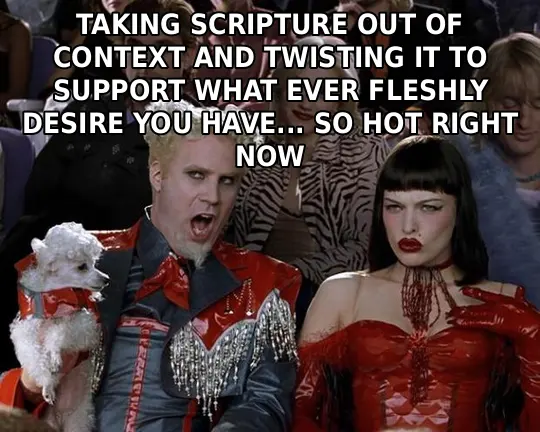 TAKING SCRIPTURE OUT OF
CONTEXT AND TWISTING IT TO
SUPPORT WHAT EVER FLESHLY
DESIRE YOU HAVE... SO HOT RIGHT
NOW